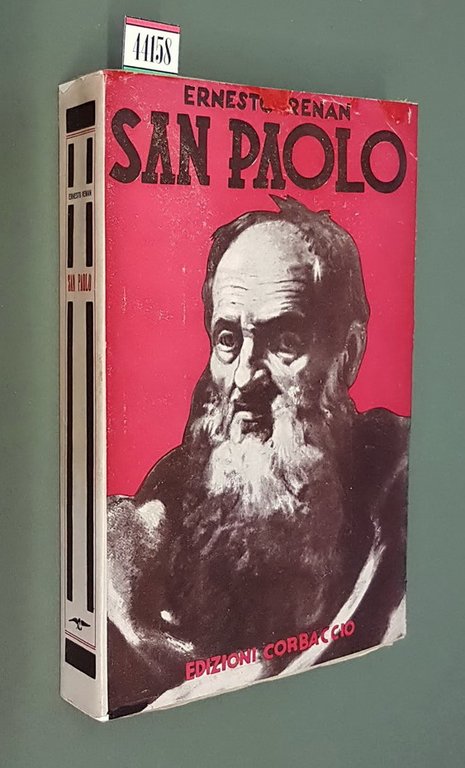 44158
ERNESTO RENAN
SAN PAOLO
EDIZIONI CORBACCIO
ERNESTO RENAN
SAN PAOLO